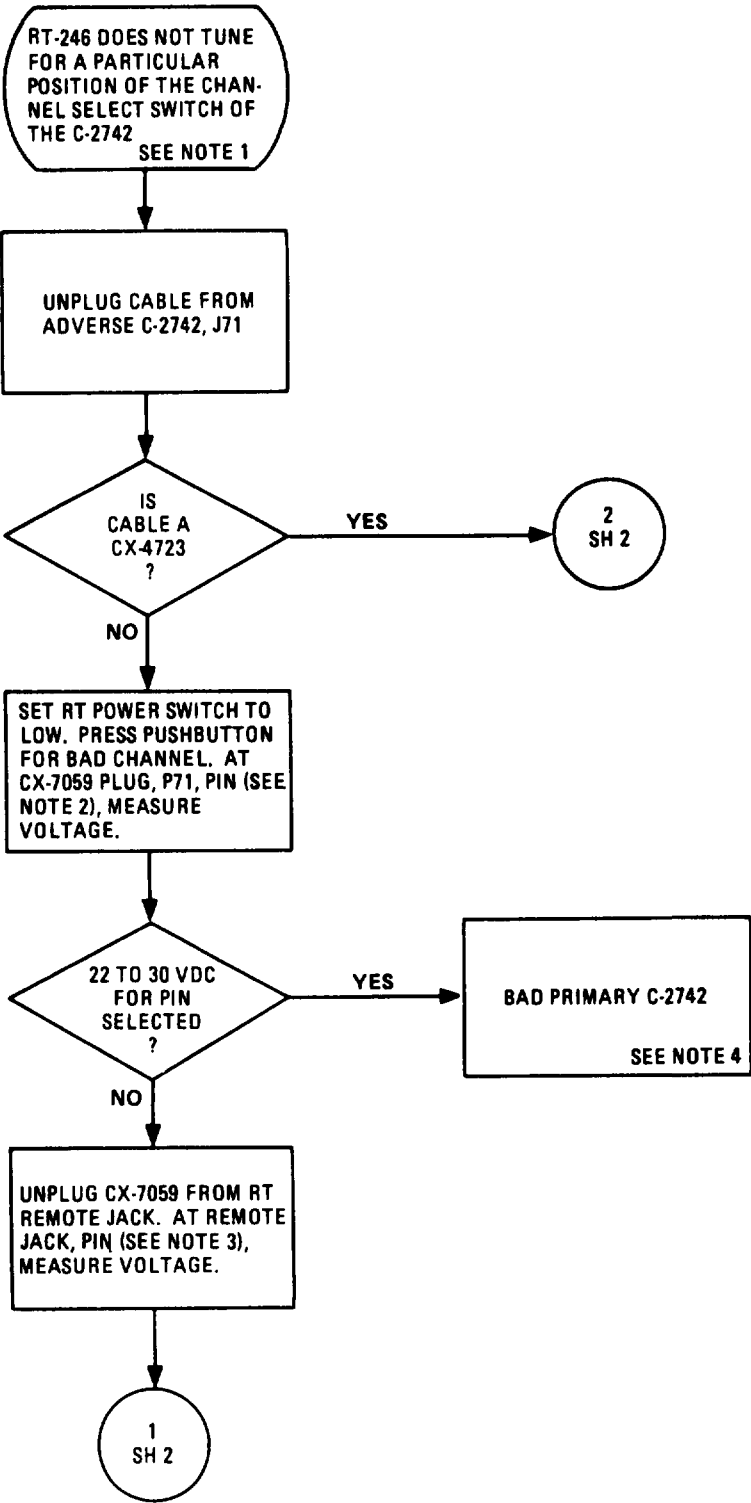 RT-246 DOES NOT TUNE
FOR A PARTICULAR
POSITION OF THE CHAN-
NEL SELECT SWITCH OF
THE C-2742
SEE NOTE 1
UNPLUG CABLE FROM
ADVERSE C-2742, J71
IS
CABLE A
CX-4723
?
YES
2
SH 2
NO
SET RT POWER SWITCH TO
LOW. PRESS PUSHBUTTON
FOR BAD CHANNEL. AT
CX-7059 PLUG, P71, PIN (SEE
NOTE 2), MEASURE
VOLTAGE.
22 TO 30 VDC
FOR PIN
SELECTED
?
YES
BAD PRIMARY C-2742
SEE NOTE 4
NO
UNPLUG CX-7059 FROM RT
REMOTE JACK. AT REMOTE
JACK, PIN (SEE NOTE 3),
MEASURE VOLTAGE.
1
SH 2